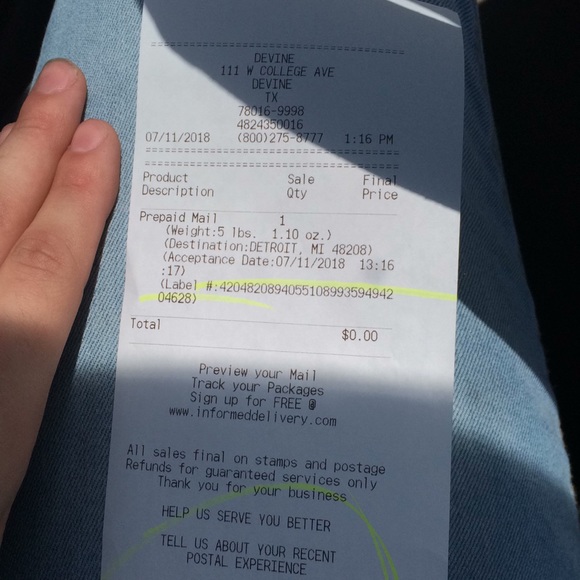 DEVINE
111 W COLLEGE AVE
DEVINE
TX
78016-9998
4824350016
07/11/2018 (800)275-8777 1:16 PM
Product Sale Final
Description Qty Price
Prepaid Mail 1
(Weight:5 lbs. 1.10 oz.)
(Destination:DETROIT, MI 48208)
(Acceptance Date:07/11/2018 13:16
:17)
(Label #:420482089405510899359494​2
04628)
Total $0.00
Preview your Mail
Track your Packages
Sign up for FREE @
www.informeddelivery.com
All sales final on stamps and postage
Refunds for guaranteed services only
Thank you for your business
HELP US SERVE YOU BETTER
TELL US ABOUT YOUR RECENT
POSTAL EXPERIENCE